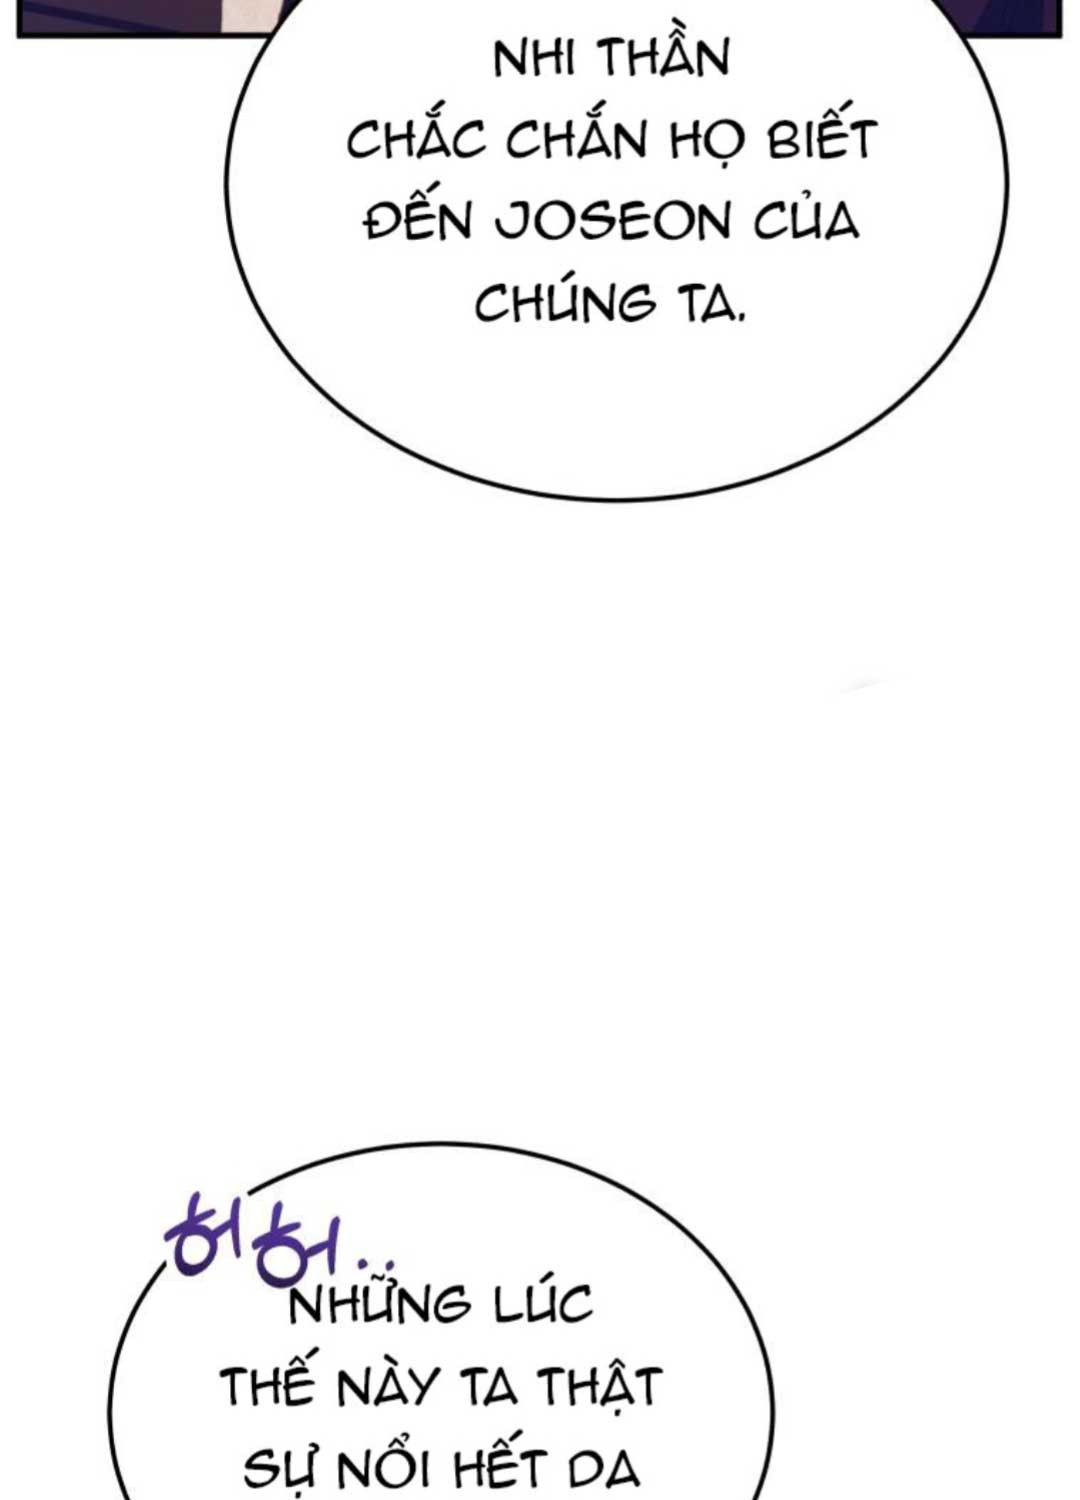 NHI THẦN
CHẮC CHẮN HỌ BIẾT
ĐẾN JOSEON CỦA
CHÚNG TA.
허허..
NHỮNG LÚC
THẾ NÀY TA THẬT
SỰ NỔI HẾT DA